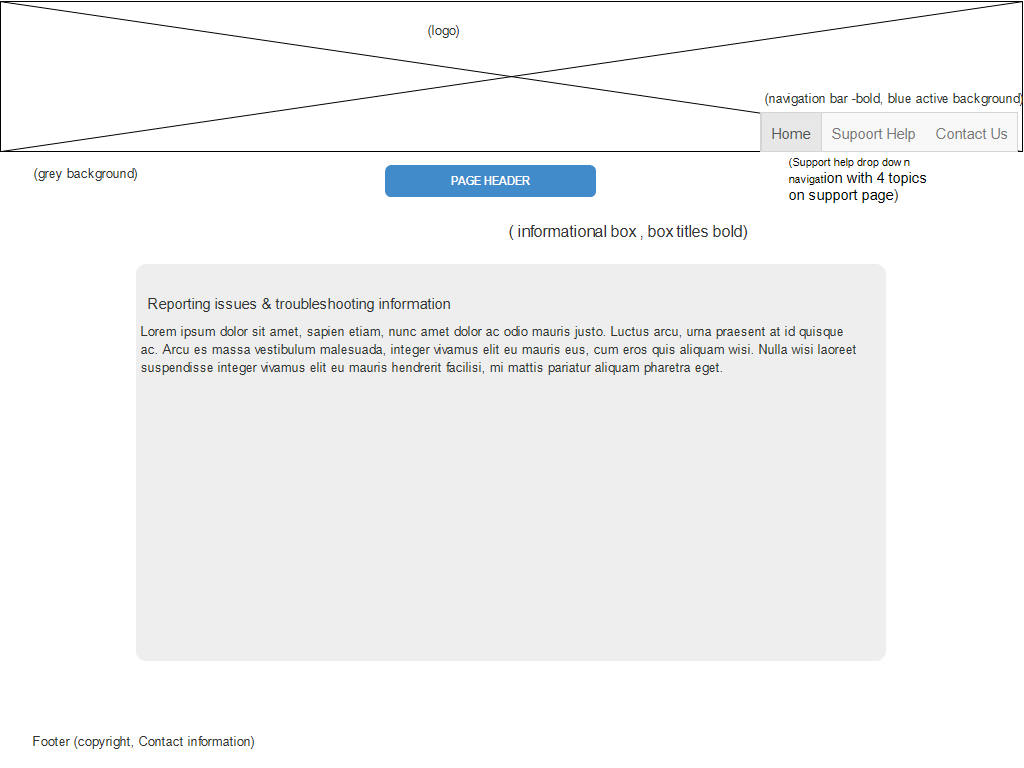 (logo)
(navigation bar -bold, blue active background)
Home Supoort Help Contact Us
(grey background)
PAGE HEADER
(Support help drop down
navigation with 4 topics
on support page)
( informational box , box titles bold)
Reporting issues & troubleshooting information
Lorem ipsum dolor sit amet, sapien etiam, nunc amet dolor ac odio mauris justo. Luctus arcu, urna praesent at id quisque
ac. Arcu es massa vestibulum malesuada, integer vivamus elit eu mauris eus, cum eros quis aliquam wisi. Nulla wisi laoreet
suspendisse integer vivamus elit eu mauris hendrerit facilisi, mi mattis pariatur aliquam pharetra eget.
Footer (copyright, Contact information)